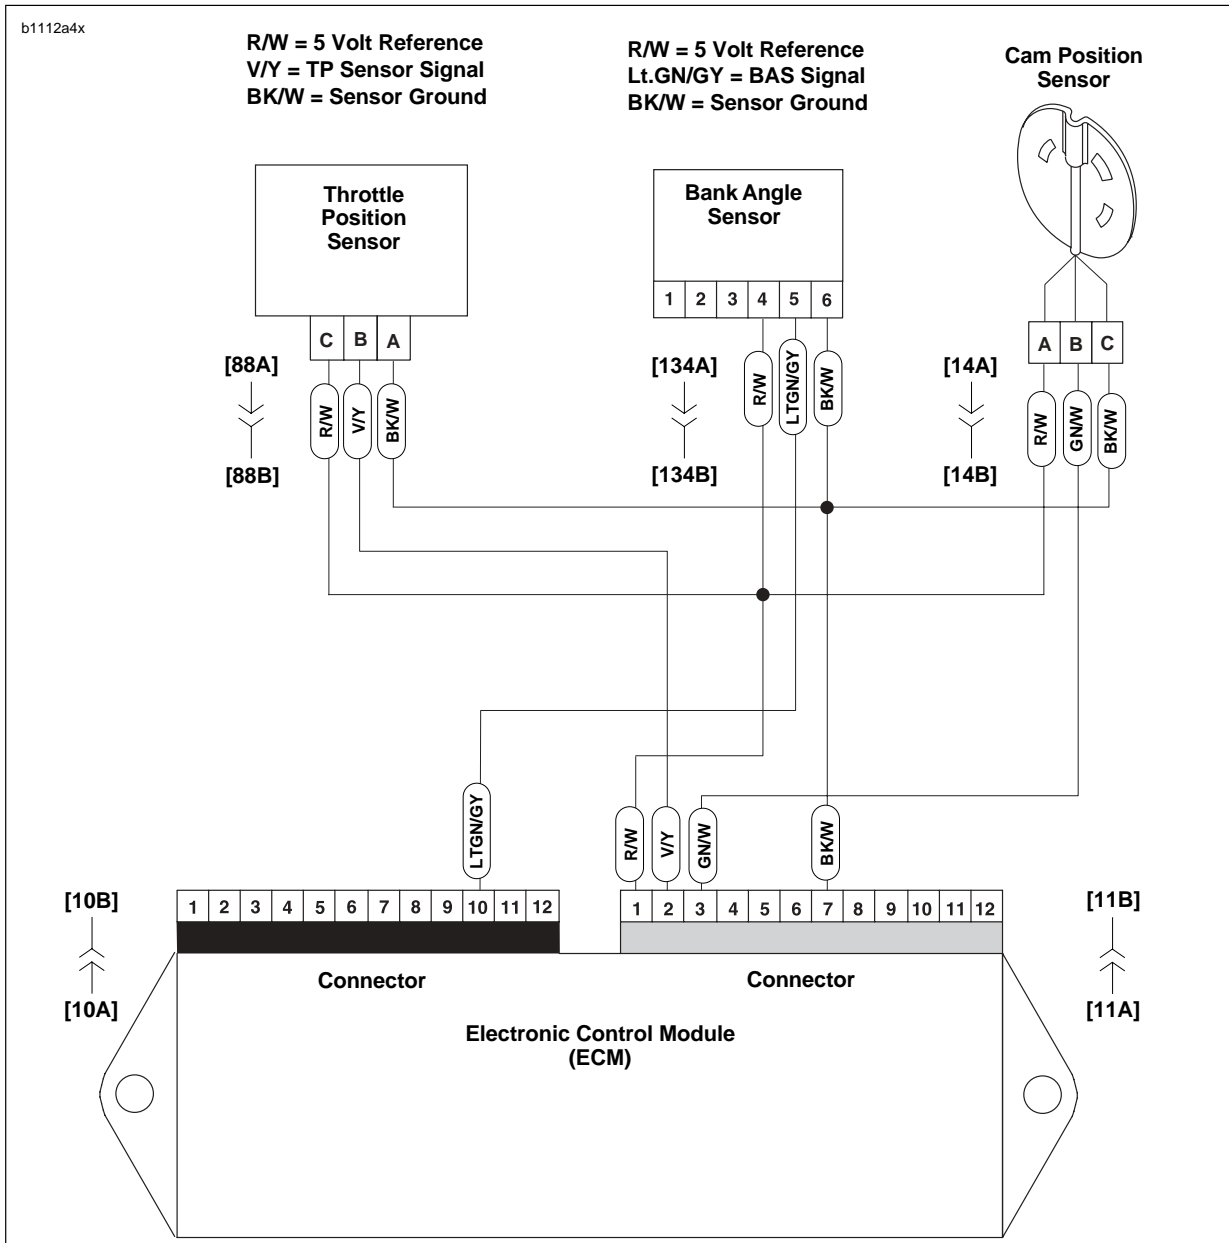 b1112a4x
R/W = 5 Volt Reference
V/Y = TP Sensor Signal
BK/W = Sensor Ground
R/W = 5 Volt Reference
Lt.GN/GY = BAS Signal
BK/W = Sensor Ground
Cam Position
Sensor
Throttle
Position
Sensor
Bank Angle
Sensor
1 2 3 4 5 6
C B A
A B C
[88A]
[88B]
R/W V/Y BK/W
[134A]
[134B]
R/W LTGN/GY BK/W
[14A]
[14B]
R/W GN/W BK/W
LTGN/GY
R/W V/Y GN/W BK/W
[10B]
[10A]
1 2 3 4 5 6 7 8 9 10 11 12
1 2 3 4 5 6 7 8 9 10 11 12
[11B]
[11A]
Connector
Connector
Electronic Control Module
(ECM)